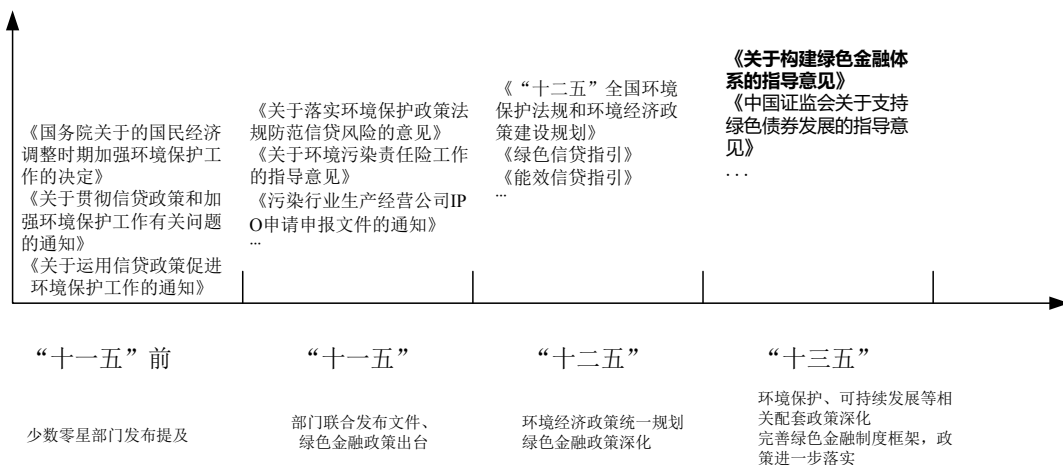 《国务院关于的国民经济
调整时期加强环境保护工
作的决定》
《关于贯彻信贷政策和加
强环境保护工作有关问题
的通知》
《关于运用信贷政策促进
环境保护工作的通知》
《关于落实环境保护政策法
规防范信贷风险的意见》
《关于环境污染责任险工作
的指导意见》
《污染行业生产经营公司IP
O申请申报文件的通知》
…
《“十二五”全国环境
保护法规和环境经济政
策建设规划》
《绿色信贷指引》
《能效信贷指引》
…
《关于构建绿色金融体
系的指导意见》
《中国证监会关于支持
绿色债券发展的指导意
见》
...
“十一五”前
“十一五”
“十二五”
“十三五”
少数零星部门发布提及
部门联合发布文件、
绿色金融政策出台
环境经济政策统一规划
绿色金融政策深化
环境保护、可持续发展等相
关配套政策深化
完善绿色金融制度框架，政
策进一步落实